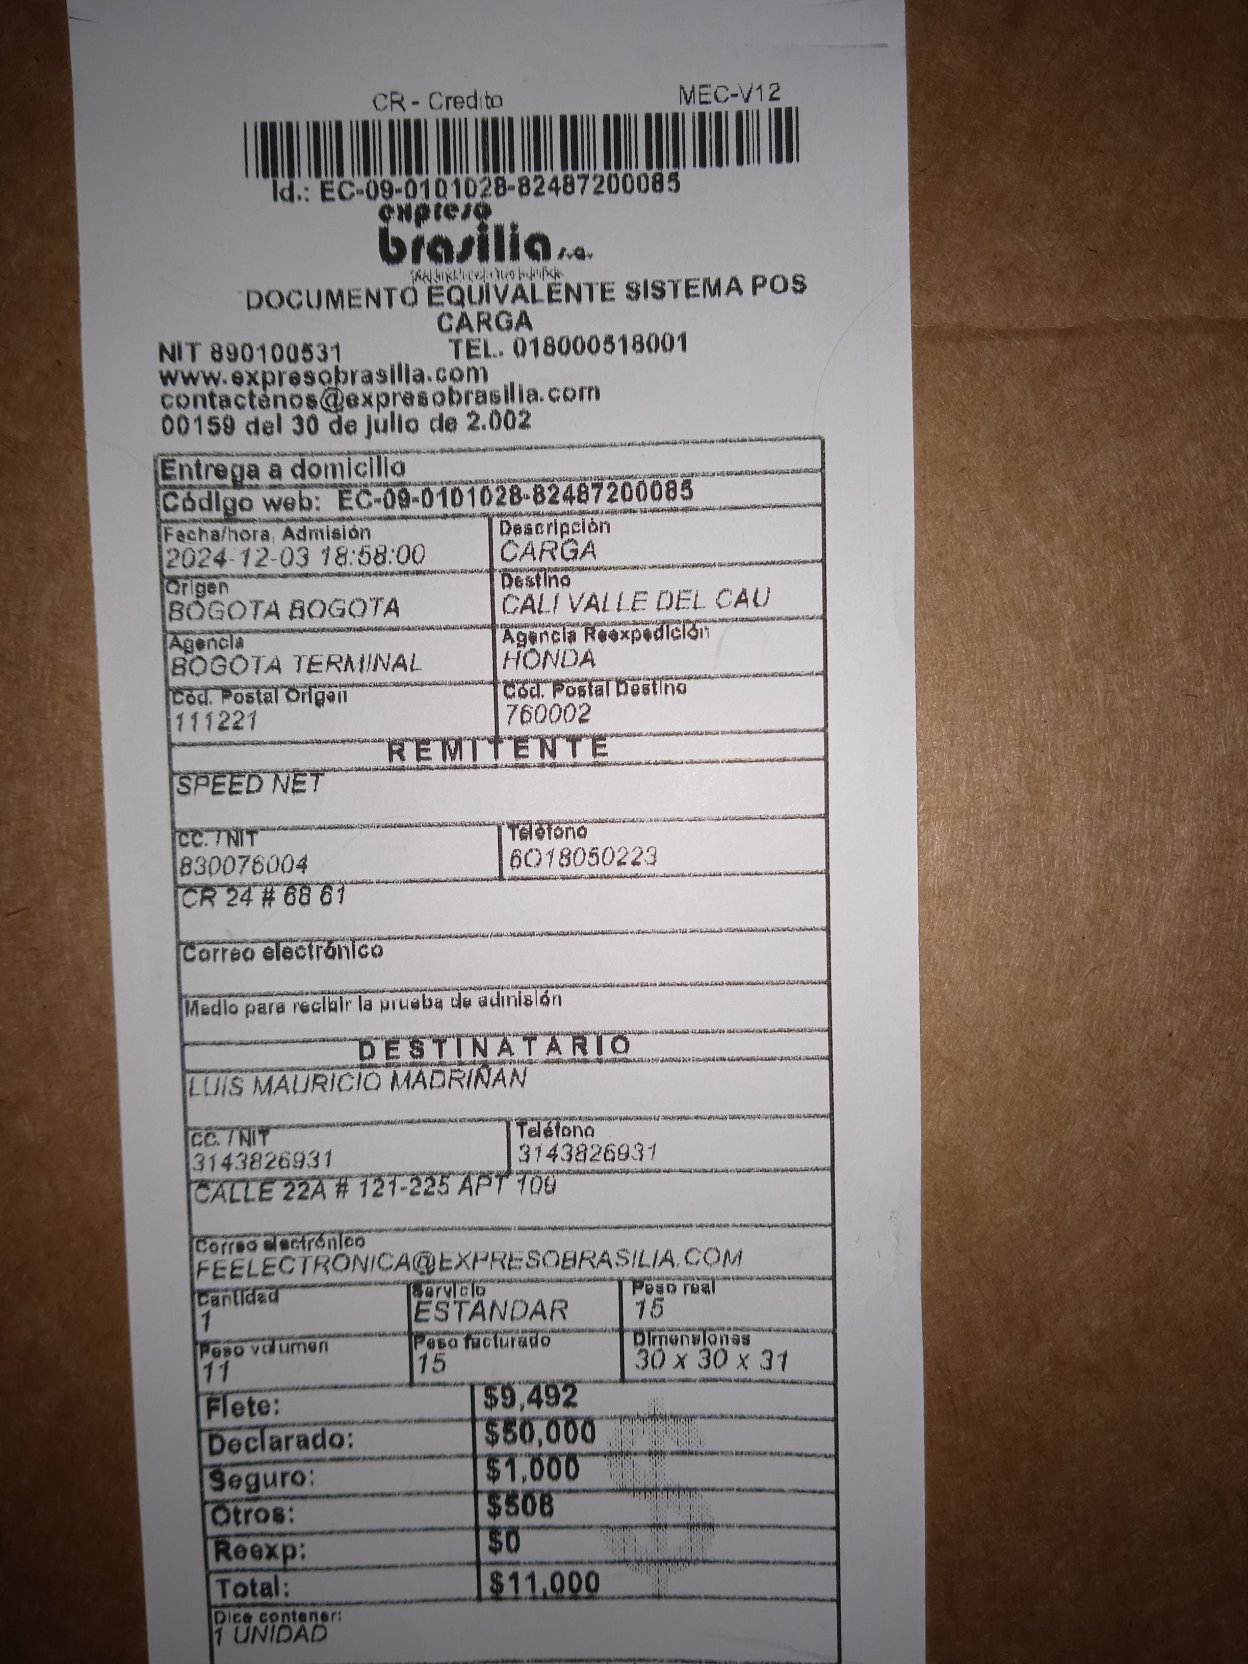 CR - Credito MEC-V12
Id.: EC-09-0101028-82487200085
expreso
brasilia s.a.
DOCUMENTO EQUIVALENTE SISTEMA POS
CARGA
NIT 890100531 TEL. 018000518001
www.expresobrasilia.com
contactenos@expresobrasilia.com
00159 del 30 de julio de 2.002
Entrega a domicilio
Código web: EC-09-0101028-82487200085
Fecha/hora, Admisión Descripción
2024-12-03 18:58:00 CARGA
Origen Destino
BOGOTA BOGOTA CALI VALLE DEL CAU
Agencia Agencia Reexpedición
BOGOTA TERMINAL HONDA
Cód. Postal Origen Cód. Postal Destino
111221 760002
REMITENTE
SPEED NET
CC. / NIT Teléfono
830076004 6018050223
CR 24 # 68 61
Correo electrónico
Medio para recibir la prueba de admisión
DESTINATARIO
LUIS MAURICIO MADRIÑAN
CC. / NIT Teléfono
3143826931 3143826931
CALLE 22A # 121-225 APT 109
Correo electrónico
FEELECTRONICA@EXPRESOBRASILIA.COM
Cantidad Servicio Peso real
1 ESTANDAR 15
Peso volumen Peso facturado Dimensiones
11 15 30 x 30 x 31
Flete: $9,492
Declarado: $50,000
Seguro: $1,000
Otros: $508
Reexp: $0
Total: $11,000
Dice contener:
1 UNIDAD